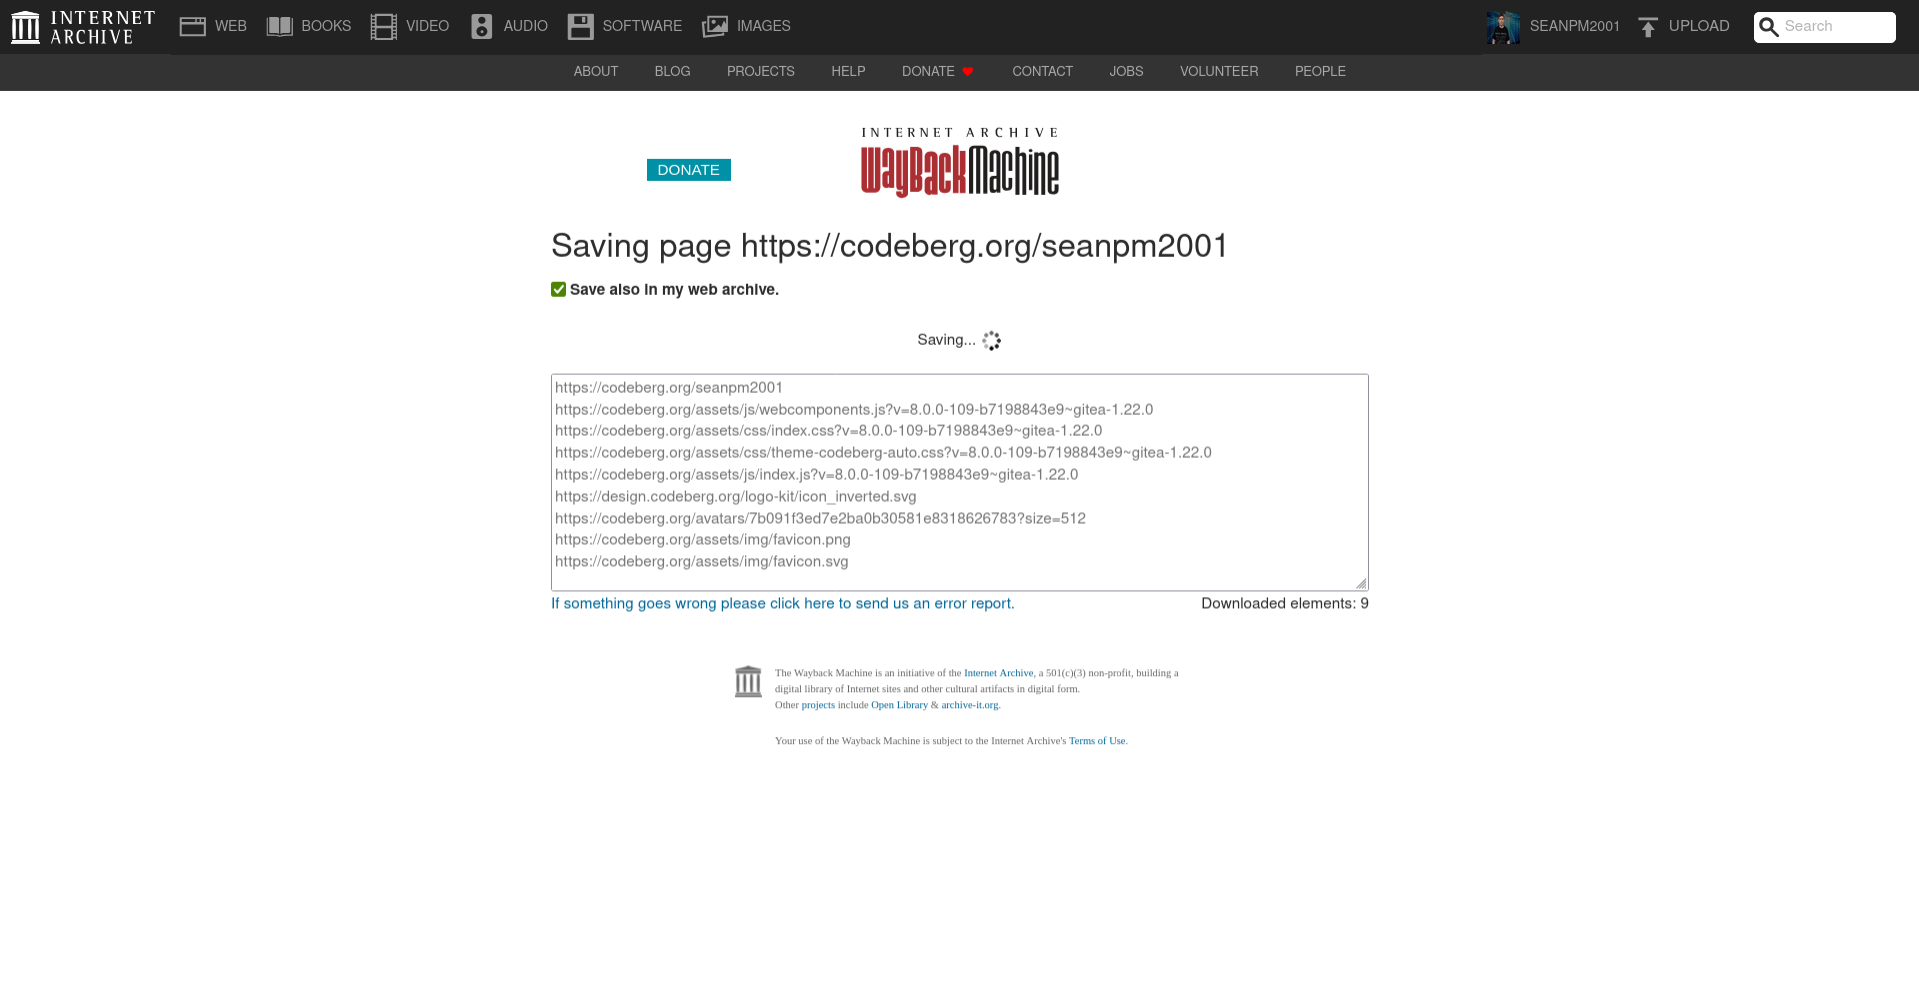 INTERNET ARCHIVE
WEB BOOKS VIDEO AUDIO SOFTWARE IMAGES
SEANPM2001 UPLOAD Search
ABOUT BLOG PROJECTS HELP DONATE CONTACT JOBS VOLUNTEER PEOPLE
DONATE
INTERNET ARCHIVE
WayBackMachine
Saving page https://codeberg.org/seanpm2001
Save also in my web archive.
Saving...
https://codeberg.org/seanpm2001
https://codeberg.org/assets/js/webcomponents.js?v=8.0.0-109-b7198843e9~gitea-1.22.0
https://codeberg.org/assets/css/index.css?v=8.0.0-109-b7198843e9~gitea-1.22.0
https://codeberg.org/assets/css/theme-codeberg-auto.css?v=8.0.0-109-b7198843e9~gitea-1.22.0
https://codeberg.org/assets/js/index.js?v=8.0.0-109-b7198843e9~gitea-1.22.0
https://design.codeberg.org/logo-kit/icon_inverted.svg
https://codeberg.org/avatars/7b091f3ed7e2ba0b30581e8318626783?size=512
https://codeberg.org/assets/img/favicon.png
https://codeberg.org/assets/img/favicon.svg
If something goes wrong please click here to send us an error report. Downloaded elements: 9
The Wayback Machine is an initiative of the Internet Archive, a 501(c)(3) non-profit, building a
digital library of Internet sites and other cultural artifacts in digital form.
Other projects include Open Library & archive-it.org.
Your use of the Wayback Machine is subject to the Internet Archive's Terms of Use.